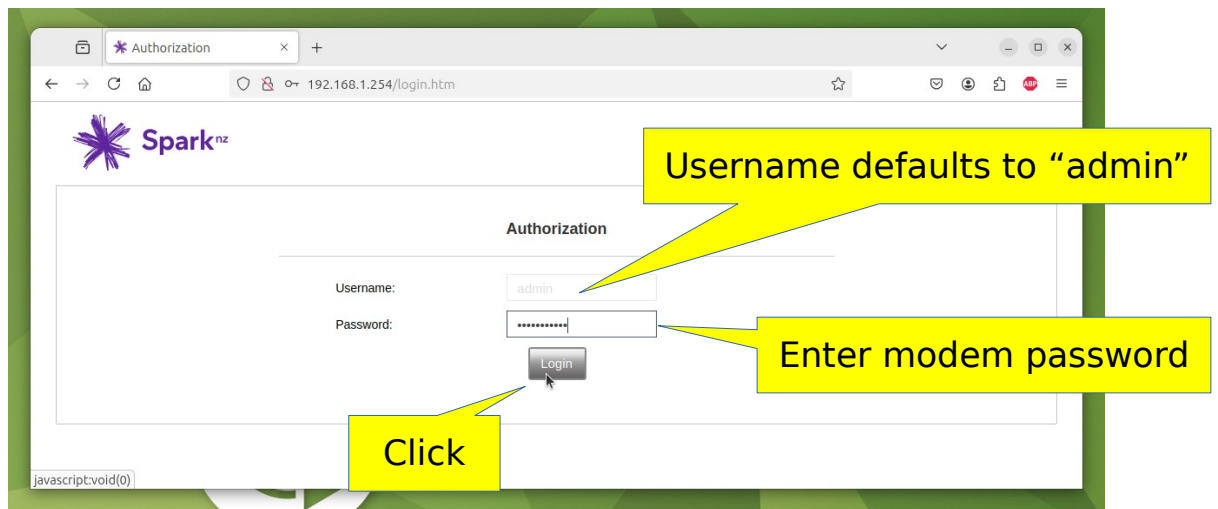 Authorization
192.168.1.254/login.htm
ABP
Spark nz
Username defaults to “admin”
Authorization
Username:
admin
Password:
•••••••••••
Enter modem password
Login
Click
javascript:void(0)